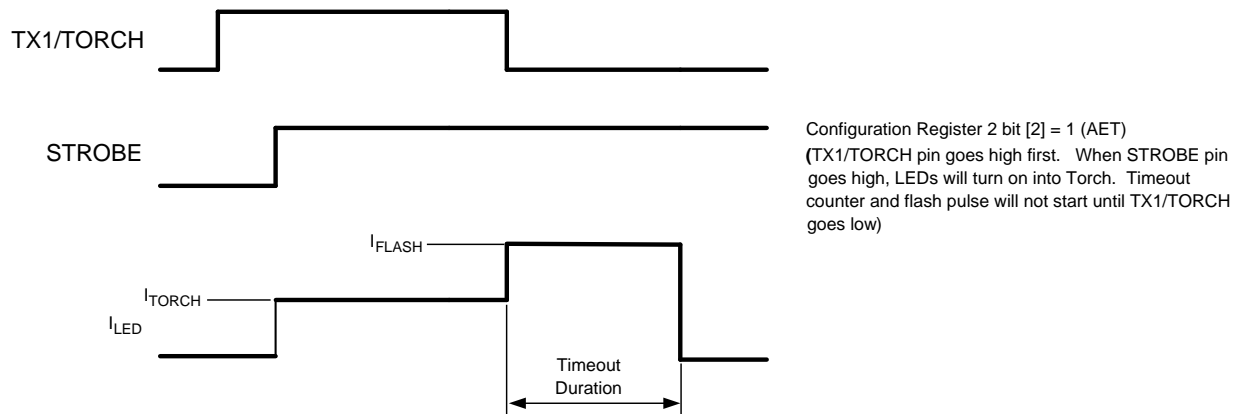 TX1/TORCH
STROBE
Configuration Register 2 bit [2] = 1 (AET)
(TX1/TORCH pin goes high first. When STROBE pin
goes high, LEDs will turn on into Torch. Timeout
counter and flash pulse will not start until TX1/TORCH
goes low)
IFLASH
ITORCH
ILED
Timeout
Duration